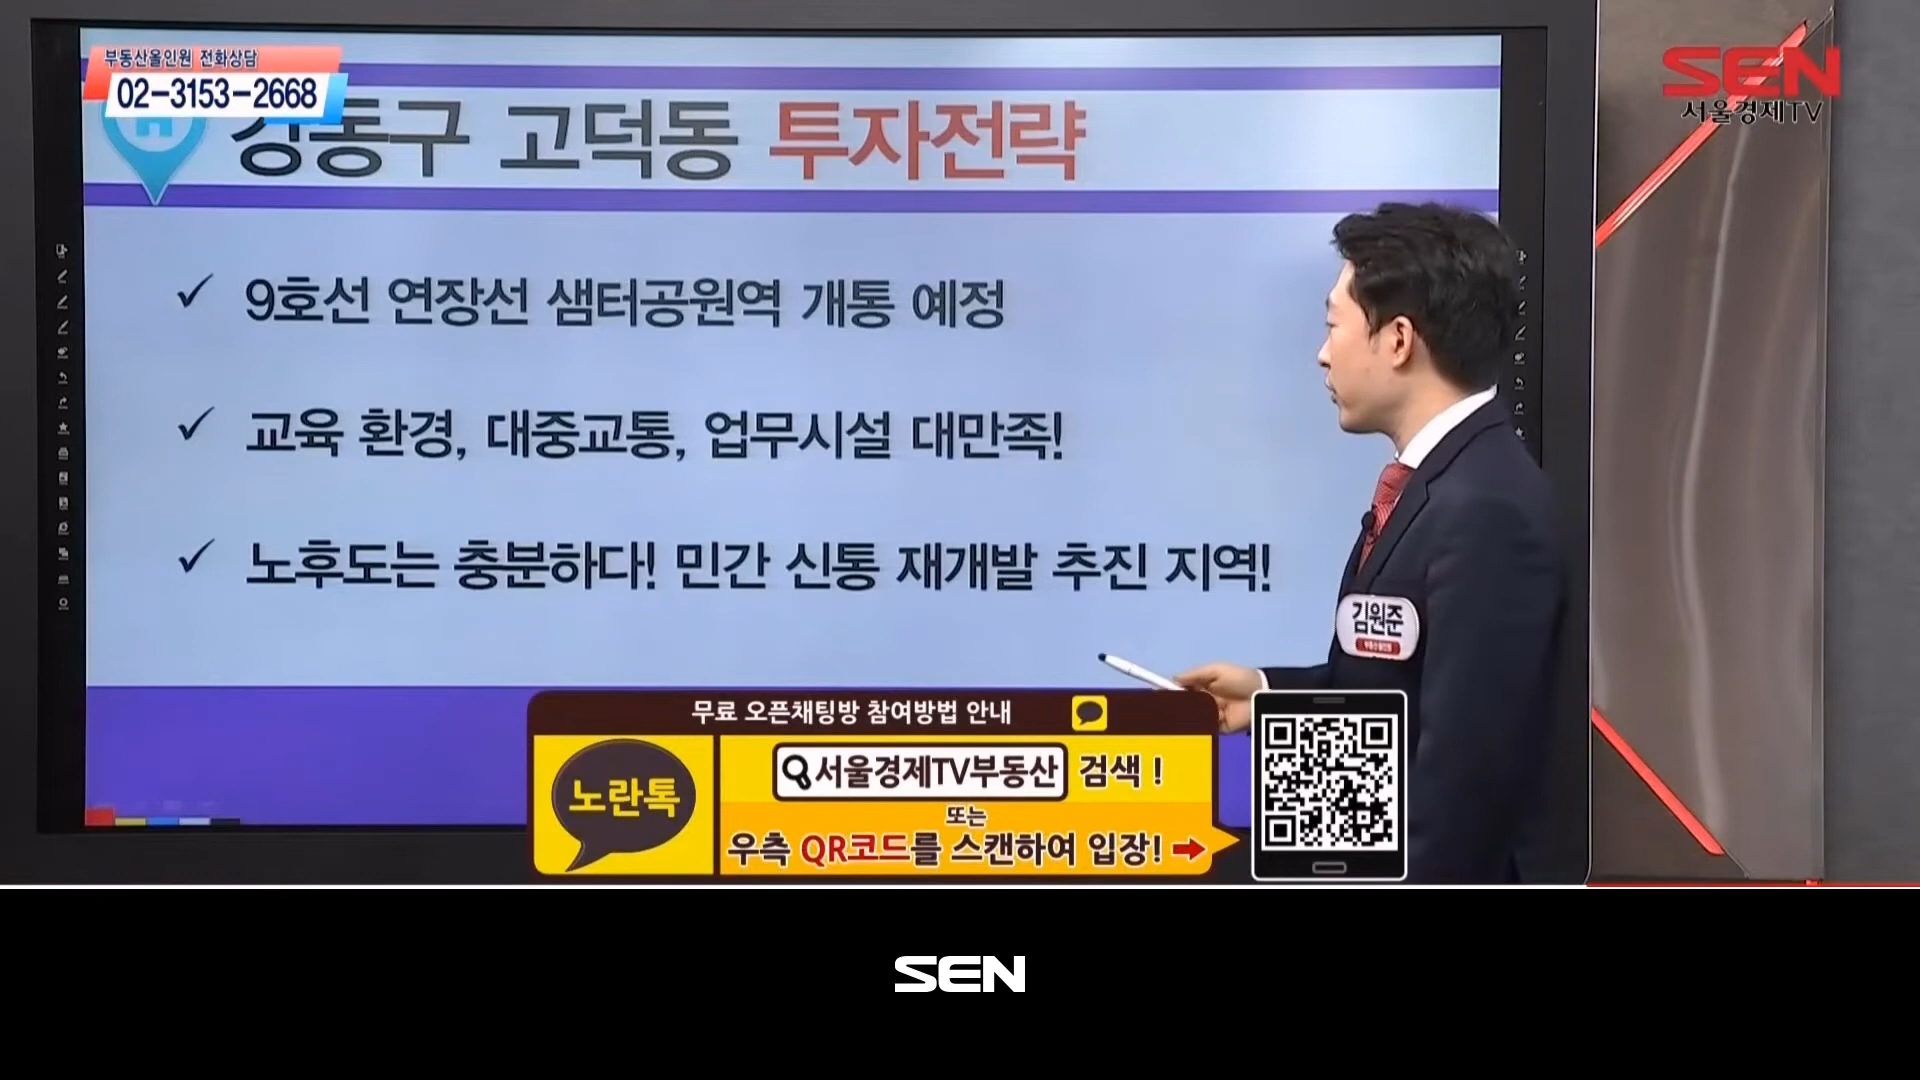 부동산올인원 전화상담
02-3153-2668
SEN
서울경제TV
강동구 고덕동 투자전략
✓ 9호선 연장선 샘터공원역 개통 예정
✓ 교육 환경, 대중교통, 업무시설 대만족!
✓ 노후도는 충분하다! 민간 신통 재개발 추진 지역!
김원준
부동산올인원
무료 오픈채팅방 참여방법 안내
노란톡
서울경제TV부동산 검색 !
또는
우측 QR코드를 스캔하여 입장!
SEN